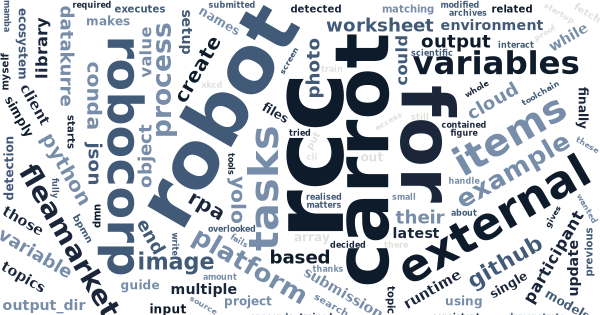 mamba
ecosystem
myself
library
required executes
makes
datakurre
value
setup
names
submitted
process
create
robot
detected
screen
matching
modified
archives
related
worksheet environment
startup
fetch
proud
while
output
interact
scientific
variables
could
photo
train
xkcd
rcc
carrot
for
simply
client
starts
conda
json
robocorp
object
files
tried
put
cli
tasks
access
still
out
contained
figure
cloud
whole
toolchain
finally
items
these
example
handle
detection
python
fully
dmn
bpmn
fleamarket
those
variable
topics
output_dir
end
rpa
tools
yolo
writer
overlooked
fails
image
platform
guide
amount
multiple
input
source
project
search
thanks
submission
based
array
decided
there
realised
matters
small
their
about
latest
external
topic
runtime
using
github
single
gives
participant
update
previous
wanted
models